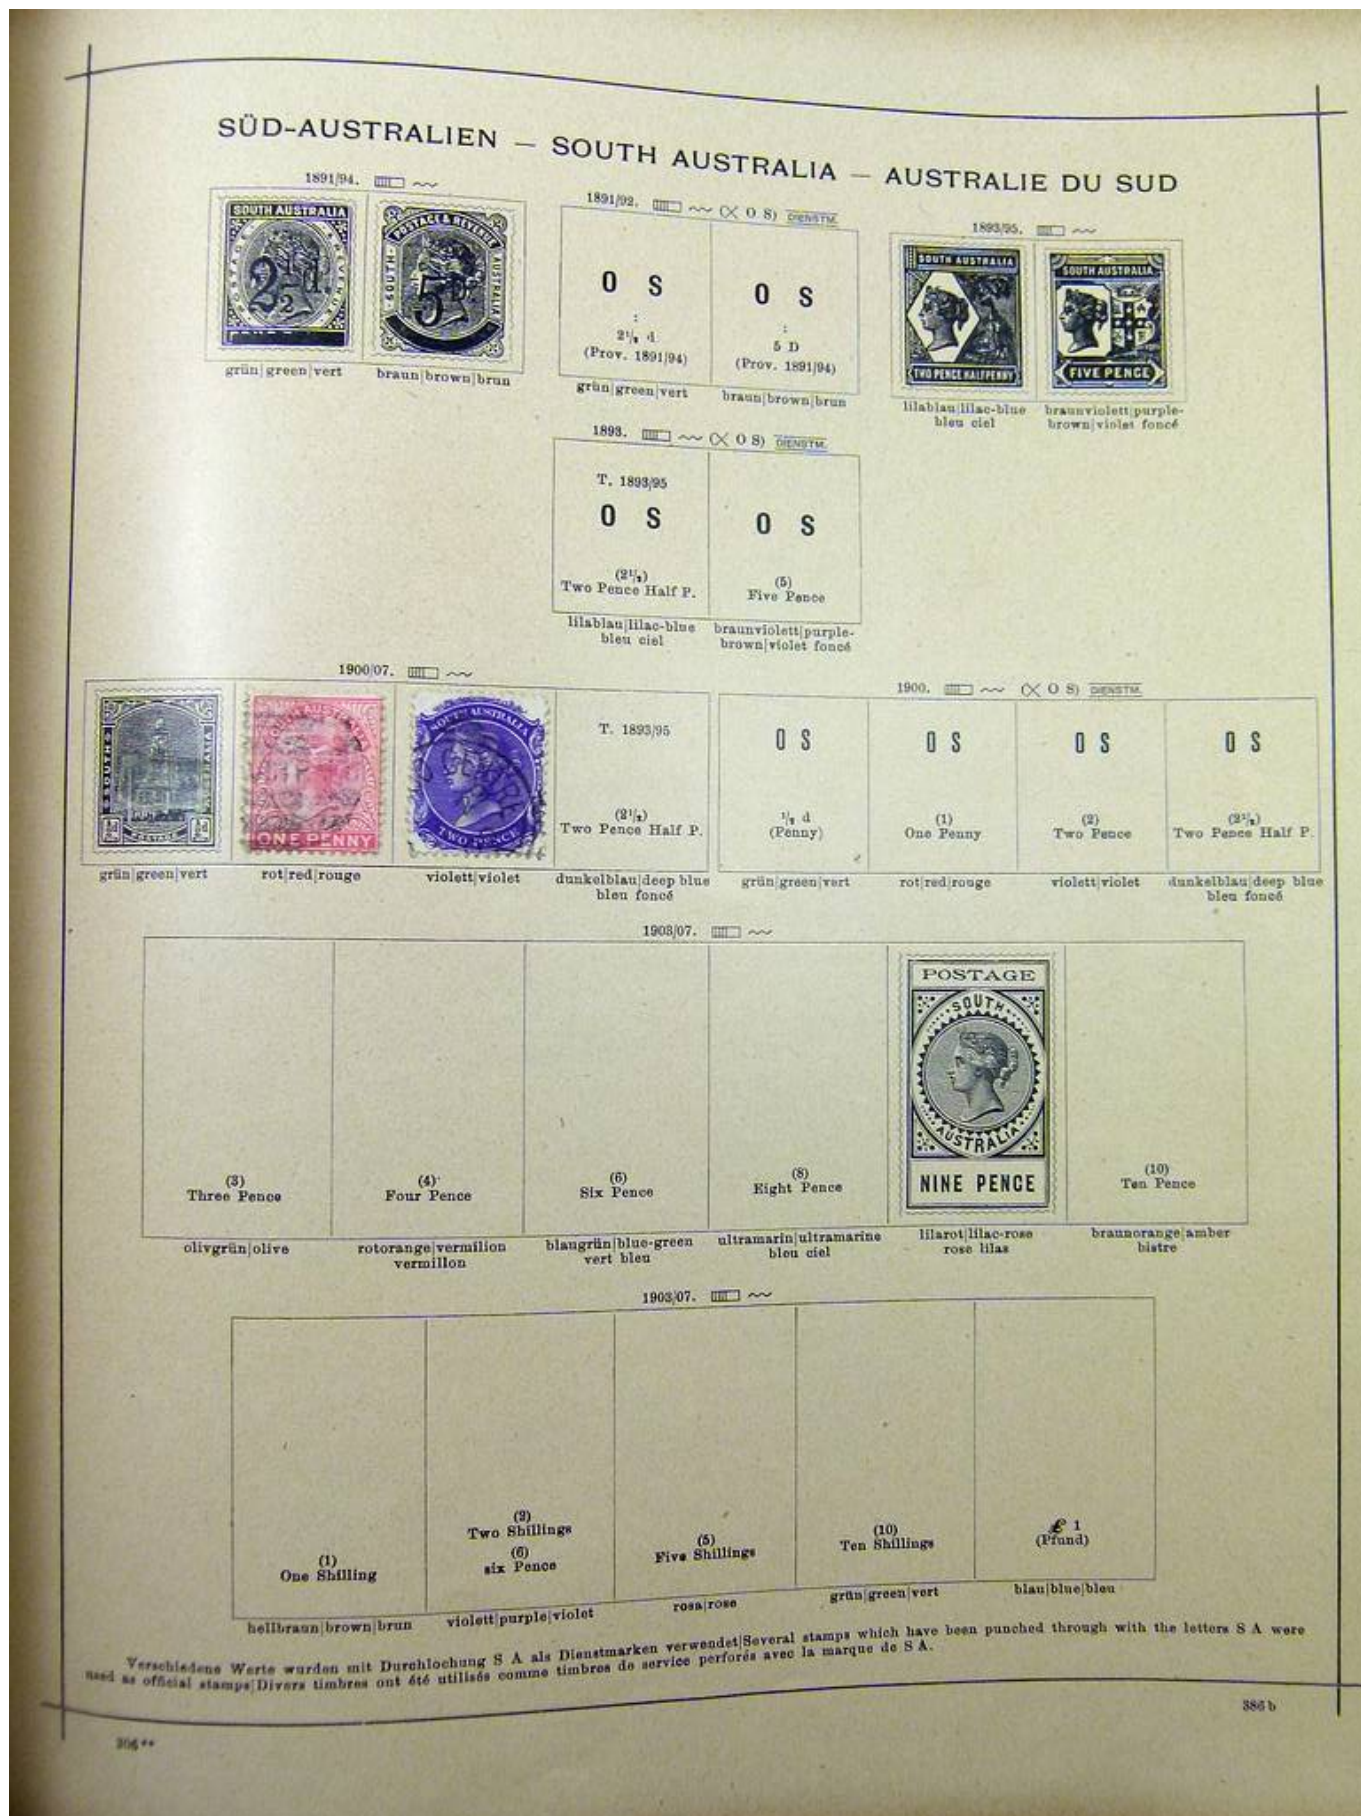 SÜD-AUSTRALIEN — SOUTH AUSTRALIA — AUSTRALIE DU SUD
1891/94.
SOUTH AUSTRALIA
POSTAGE REVENUE
2½d.
POSTAGE & REVENUE
SOUTH AUSTRALIA
5D.
grün|green|vert
braun|brown|brun
1891/92. (X O S) DIENSTM.
O S
:
2½ d
(Prov. 1891/94)
O S
:
5 D
(Prov. 1891/94)
grün|green|vert
braun|brown|brun
1893/95.
SOUTH AUSTRALIA
TWO PENCE HALFPENNY
SOUTH AUSTRALIA
FIVE PENCE
lilablau|lilac-blue
bleu ciel
braunviolett|purple-
brown|violet foncé
1893. (X O S) DIENSTM.
T. 1893/95
O S
(2½)
Two Pence Half P.
O S
(5)
Five Pence
lilablau|lilac-blue
bleu ciel
braunviolett|purple-
brown|violet foncé
1900/07.
SOUTH AUSTRALIA
½d POSTAGE ½d
SOUTH AUSTRALIA
ONE PENNY
SOUTH AUSTRALIA
TWO PENCE
T. 1893/95
(2½)
Two Pence Half P.
grün|green|vert
rot|red|rouge
violett|violet
dunkelblau|deep blue
bleu foncé
1900. (X O S) DIENSTM.
O S
½ d
(Penny)
O S
(1)
One Penny
O S
(2)
Two Pence
O S
(2½)
Two Pence Half P.
grün|green|vert
rot|red|rouge
violett|violet
dunkelblau|deep blue
bleu foncé
1903/07.
(3)
Three Pence
(4)
Four Pence
(6)
Six Pence
(8)
Eight Pence
POSTAGE
SOUTH
AUSTRALIA
NINE PENCE
(10)
Ten Pence
olivgrün|olive
rotorange|vermilion
vermillon
blaugrün|blue-green
vert bleu
ultramarin|ultramarine
bleu ciel
lilarot|lilac-rose
rose lilas
braunorange|amber
bistre
1903/07.
(1)
One Shilling
(2)
Two Shillings
(6)
six Pence
(5)
Five Shillings
(10)
Ten Shillings
£ 1
(Pfund)
hellbraun|brown|brun
violett|purple|violet
rosa|rose
grün|green|vert
blau|blue|bleu
Verschiedene Werte wurden mit Durchlochung S A als Dienstmarken verwendet|Several stamps which have been punched through with the letters S A were
used as official stamps|Divers timbres ont été utilisés comme timbres de service perforés avec la marque de S A.
386 b